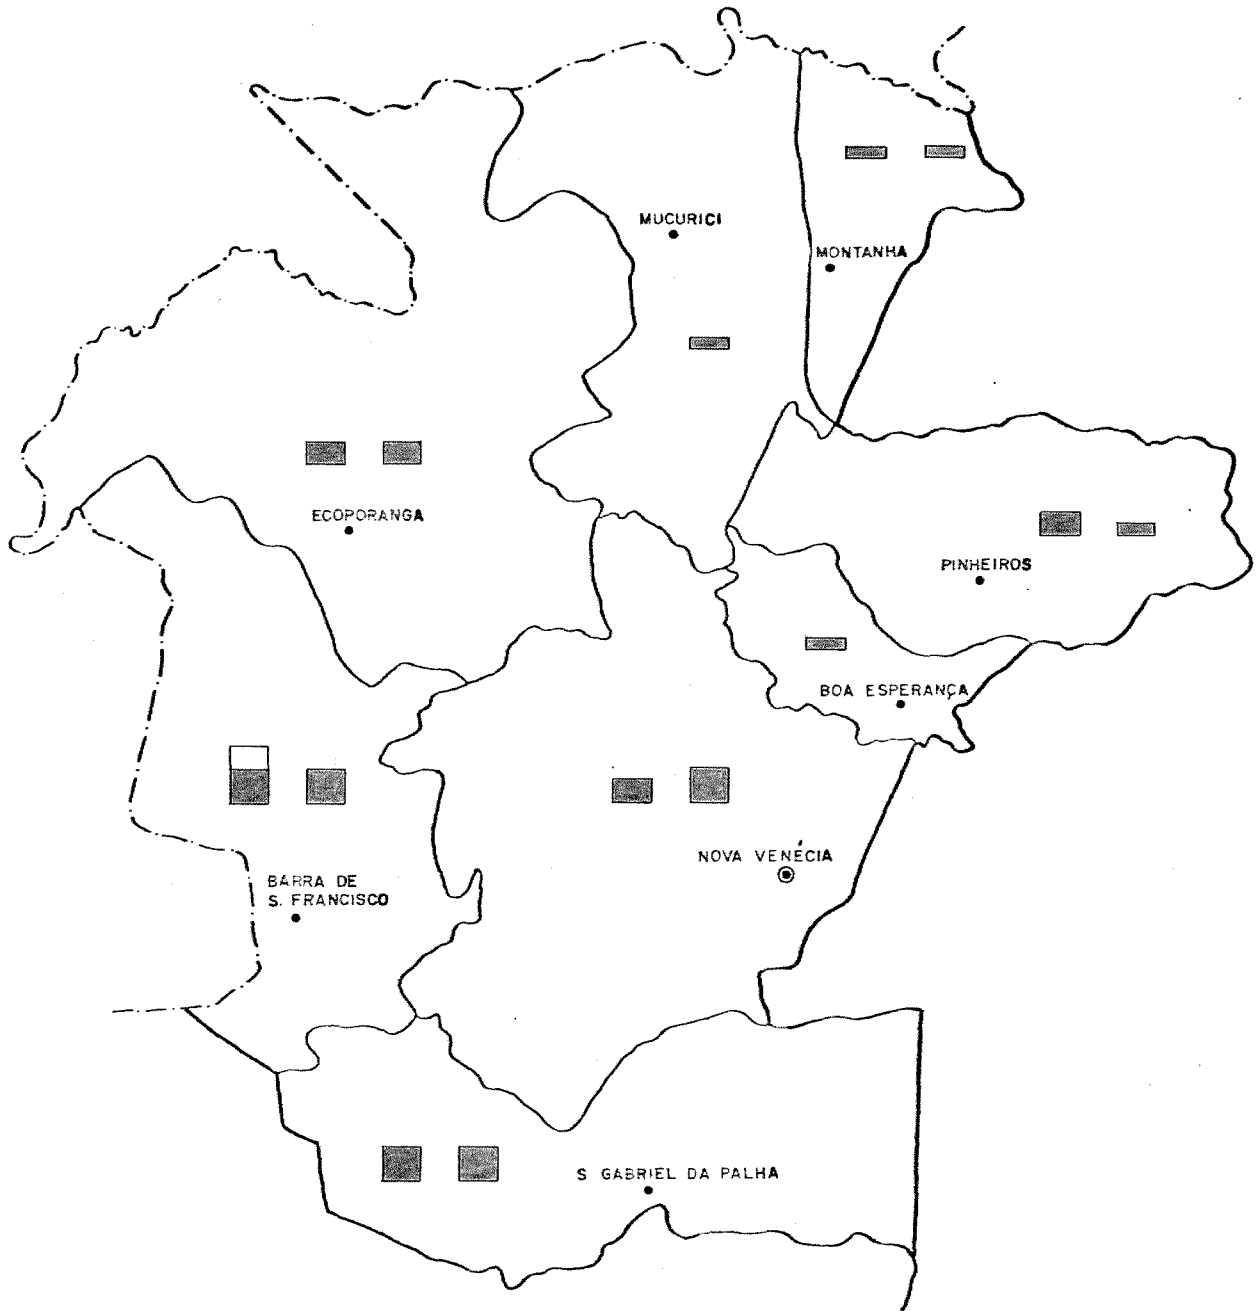 MUCURICI
MONTANHA
ECOPORANGA
PINHEIROS
BOA ESPERANÇA
NOVA VENÉCIA
BARRA DE
S. FRANCISCO
S GABRIEL DA PALHA